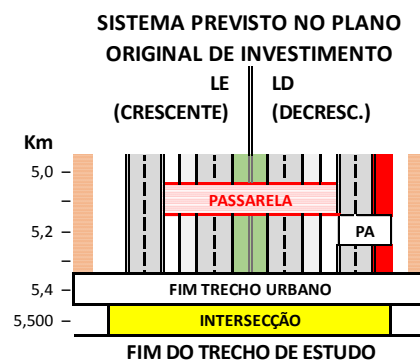 SISTEMA PREVISTO NO PLANO
ORIGINAL DE INVESTIMENTO
LE LD
(CRESCENTE) (DECRESC.)
Km
5,0
PASSARELA
5,2 PA
5,4 FIM TRECHO URBANO
5,500 INTERSECÇÃO
FIM DO TRECHO DE ESTUDO